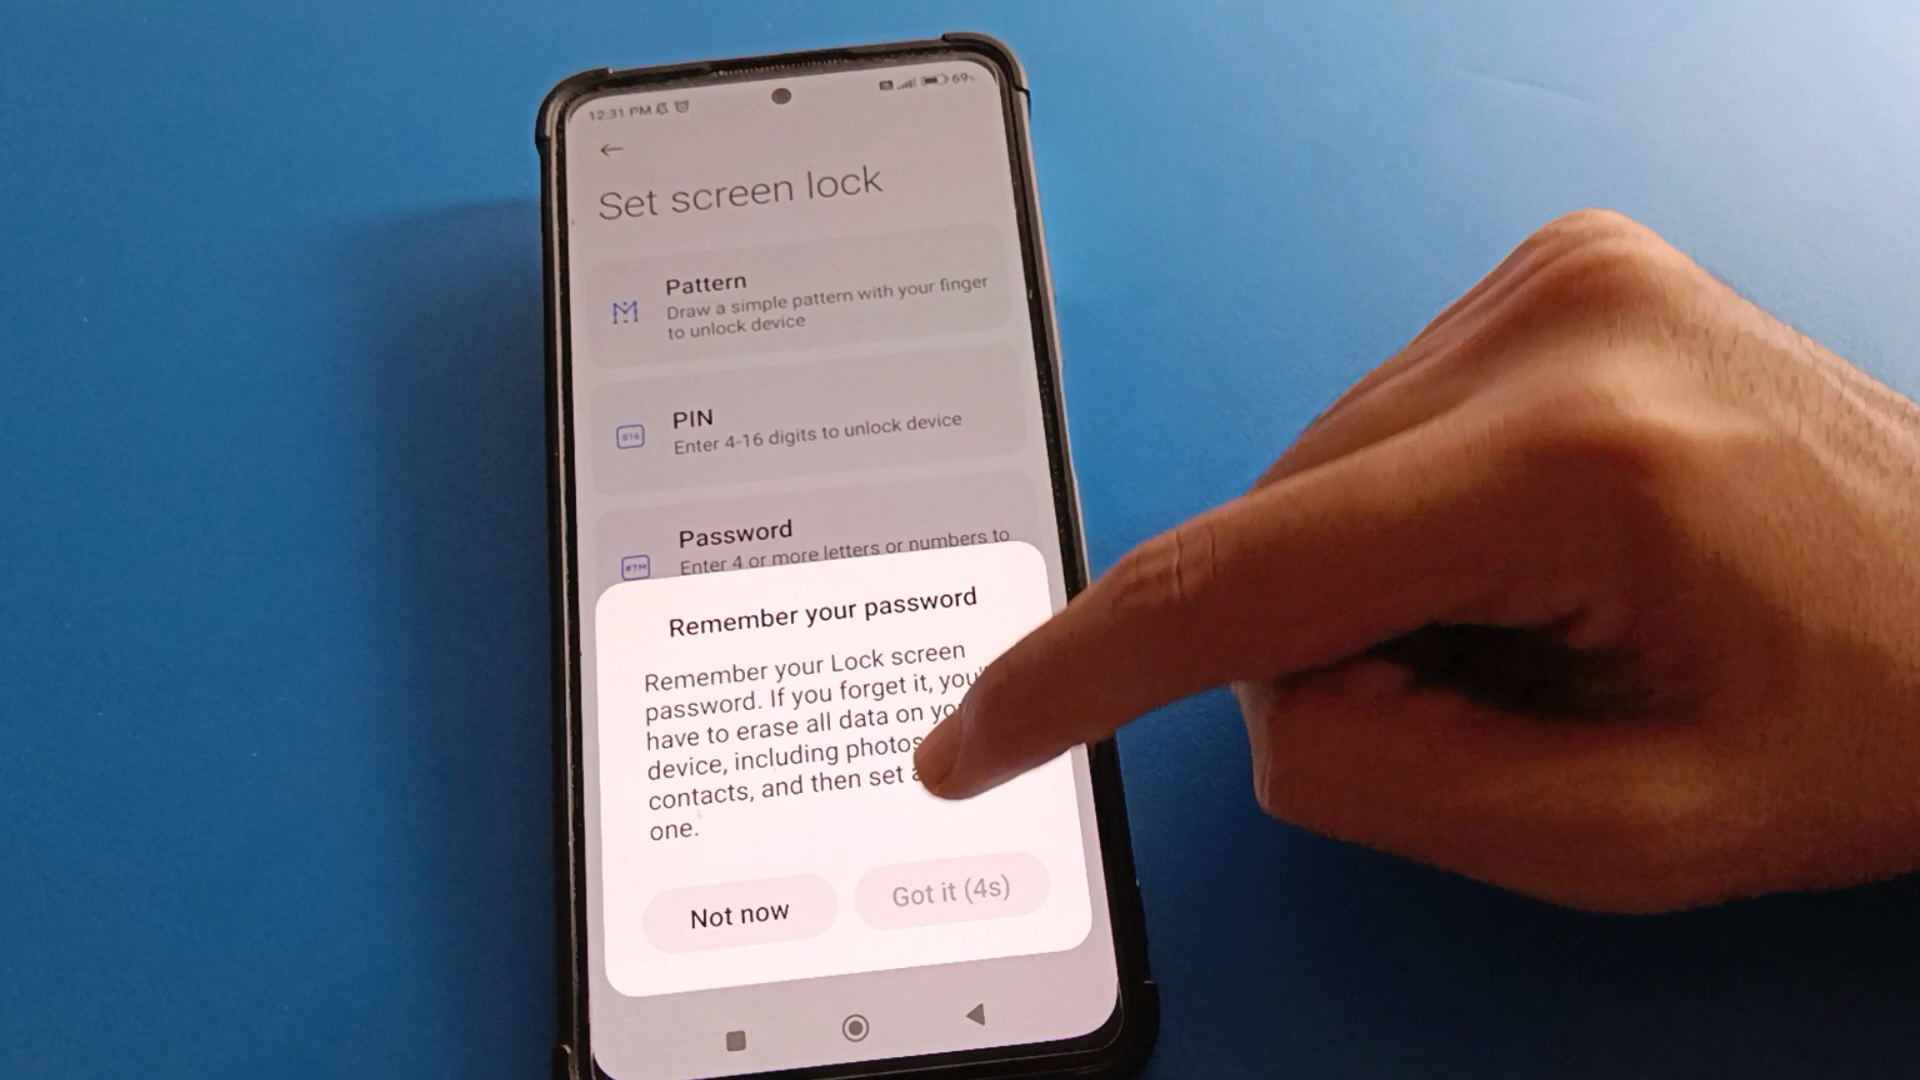 12:31 PM
69
Set screen lock
Pattern
Draw a simple pattern with your finger
to unlock device
PIN
Enter 4-16 digits to unlock device
Password
Enter 4 or more letters or numbers to
Remember your password
Remember your Lock screen
password. If you forget it, you'
have to erase all data on yo
device, including photos
contacts, and then set a
one.
Not now
Got it (4s)